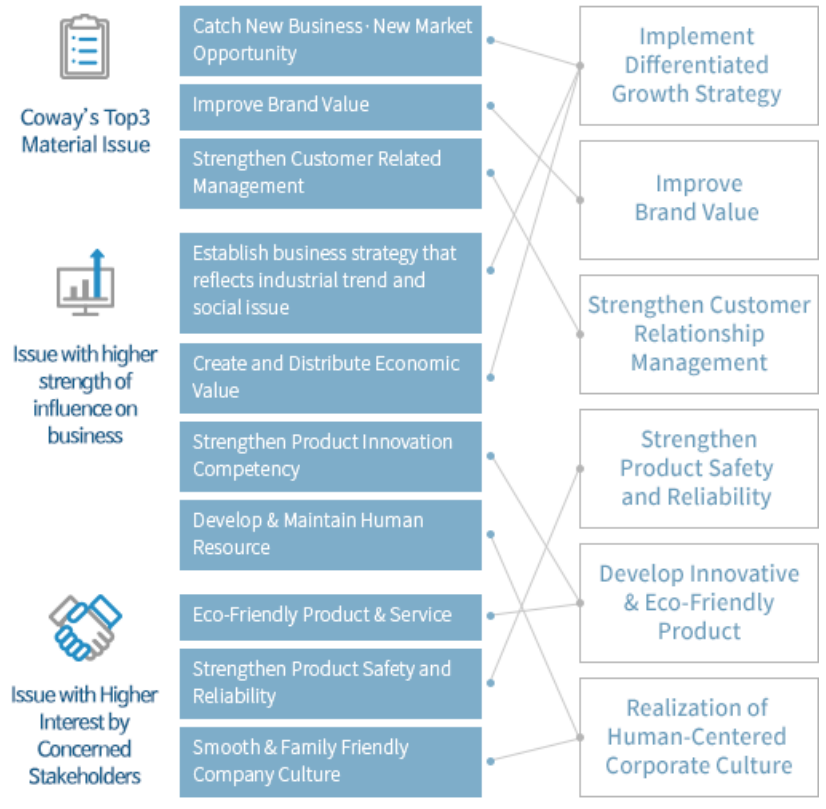 Coway's Top3
Material Issue
Catch New Business·New Market
Opportunity
Improve Brand Value
Strengthen Customer Related
Management
Issue with higher
strength of
influence on
business
Establish business strategy that
reflects industrial trend and
social issue
Create and Distribute Economic
Value
Strengthen Product Innovation
Competency
Develop & Maintain Human
Resource
Issue with Higher
Interest by
Concerned
Stakeholders
Eco-Friendly Product & Service
Strengthen Product Safety and
Reliability
Smooth & Family Friendly
Company Culture
Implement
Differentiated
Growth Strategy
Improve
Brand Value
Strengthen Customer
Relationship
Management
Strengthen
Product Safety
and Reliability
Develop Innovative
& Eco-Friendly
Product
Realization of
Human-Centered
Corporate Culture